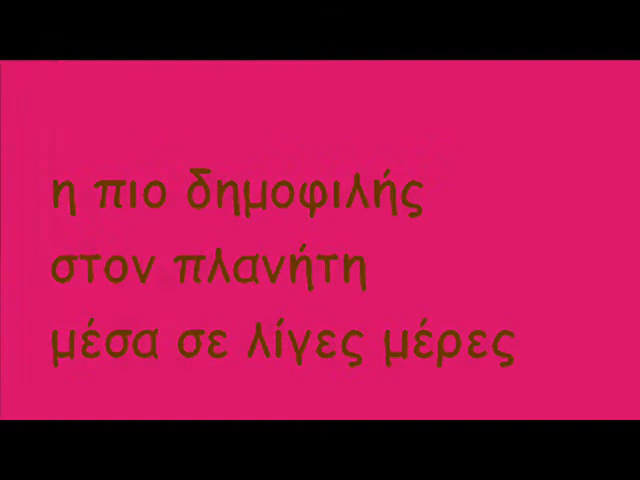 η πιο δημοφιλής
στον πλανήτη
μέσα σε λίγες μέρες